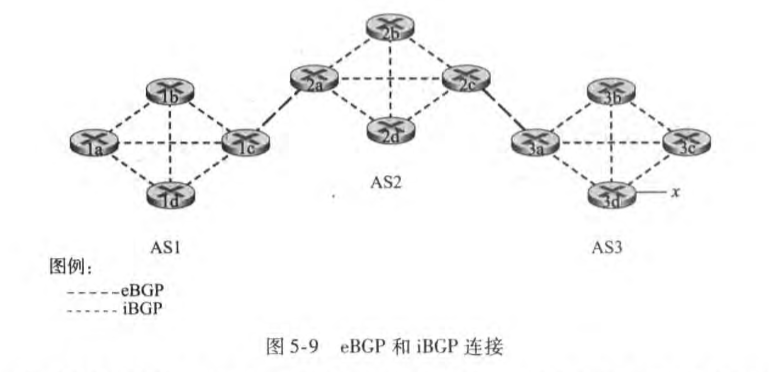 2b
2a
2c
2d
AS2
1b
1a
1c
1d
AS1
3b
3a
3c
3d
x
AS3
图例：
eBGP
iBGP
图 5-9 eBGP 和 iBGP 连接